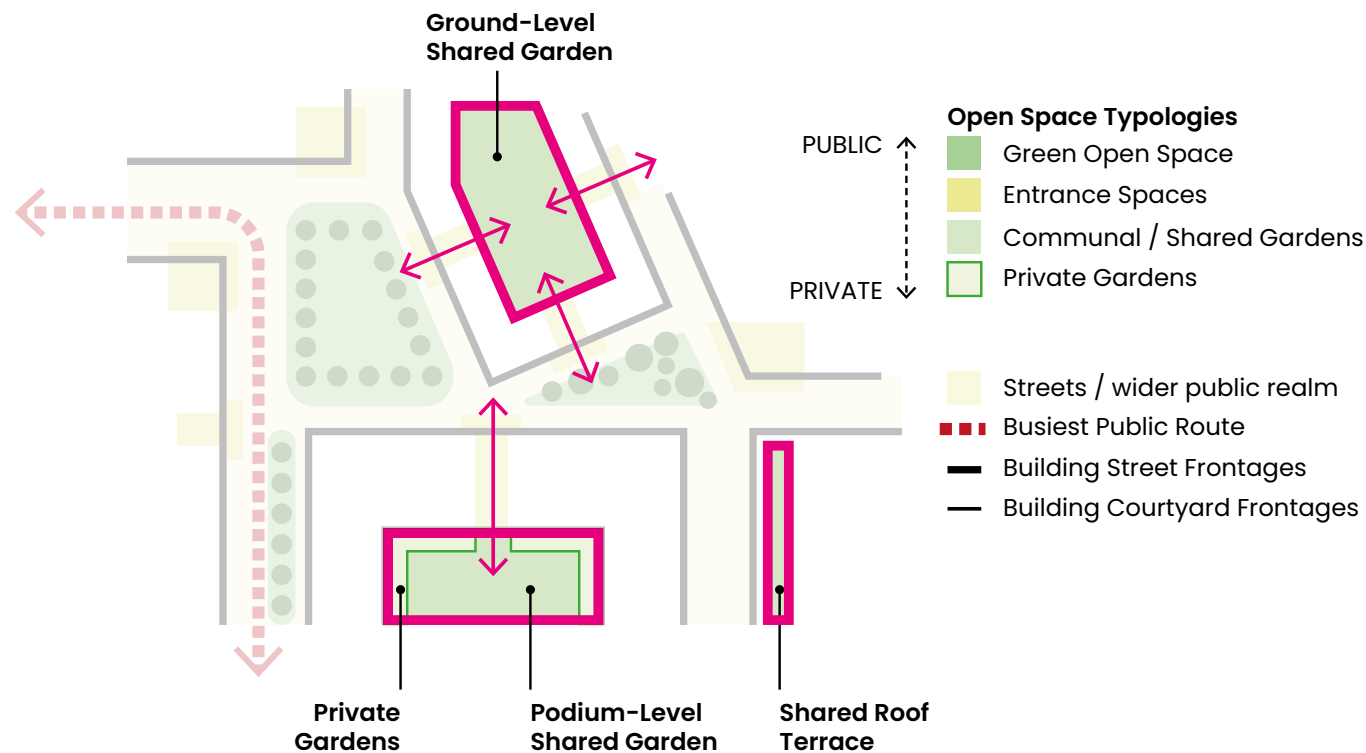 Ground-Level
Shared Garden
PUBLIC
PRIVATE
Open Space Typologies
Green Open Space
Entrance Spaces
Communal / Shared Gardens
Private Gardens
Streets / wider public realm
Busiest Public Route
Building Street Frontages
Building Courtyard Frontages
Private
Gardens
Podium-Level
Shared Garden
Shared Roof
Terrace